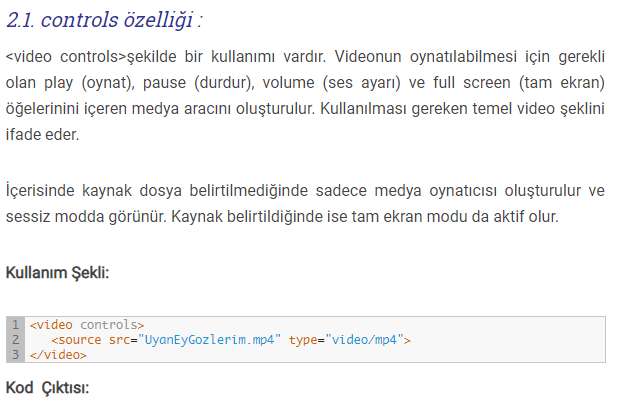 2.1. controls özelliği :
<video controls>şekilde bir kullanımı vardır. Videonun oynatılabilmesi için gerekli
olan play (oynat), pause (durdur), volume (ses ayarı) ve full screen (tam ekran)
öğelerinini içeren medya aracını oluşturulur. Kullanılması gereken temel video şeklini
ifade eder.
İçerisinde kaynak dosya belirtilmediğinde sadece medya oynatıcısı oluşturulur ve
sessiz modda görünür. Kaynak belirtildiğinde ise tam ekran modu da aktif olur.
Kullanım Şekli:
1 <video controls>
2 <source src="UyanEyGozlerim.mp4" type="video/mp4">
3 </video>
Kod Çıktısı: